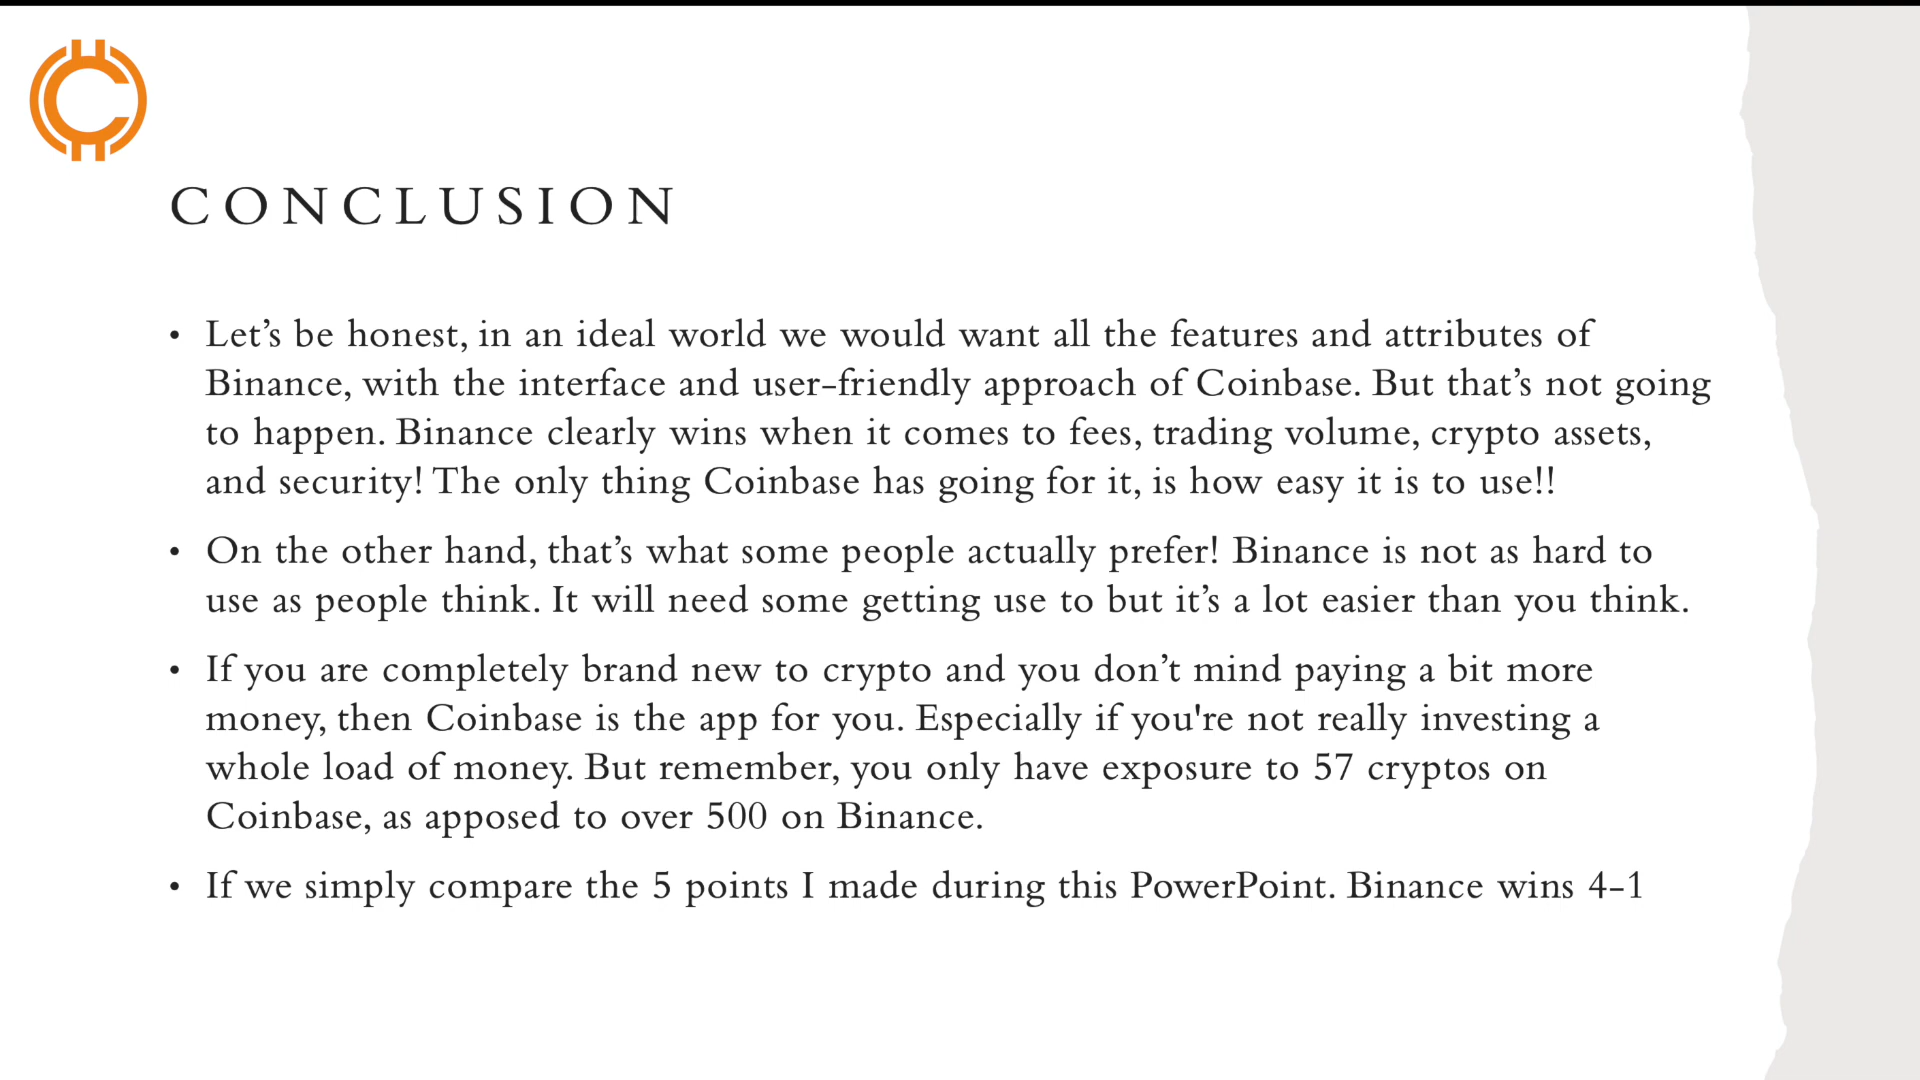 CONCLUSION
• Let’s be honest, in an ideal world we would want all the features and attributes of
Binance, with the interface and user-friendly approach of Coinbase. But that’s not going
to happen. Binance clearly wins when it comes to fees, trading volume, crypto assets,
and security! The only thing Coinbase has going for it, is how easy it is to use!!
• On the other hand, that’s what some people actually prefer! Binance is not as hard to
use as people think. It will need some getting use to but it’s a lot easier than you think.
• If you are completely brand new to crypto and you don’t mind paying a bit more
money, then Coinbase is the app for you. Especially if you're not really investing a
whole load of money. But remember, you only have exposure to 57 cryptos on
Coinbase, as apposed to over 500 on Binance.
• If we simply compare the 5 points I made during this PowerPoint. Binance wins 4-1